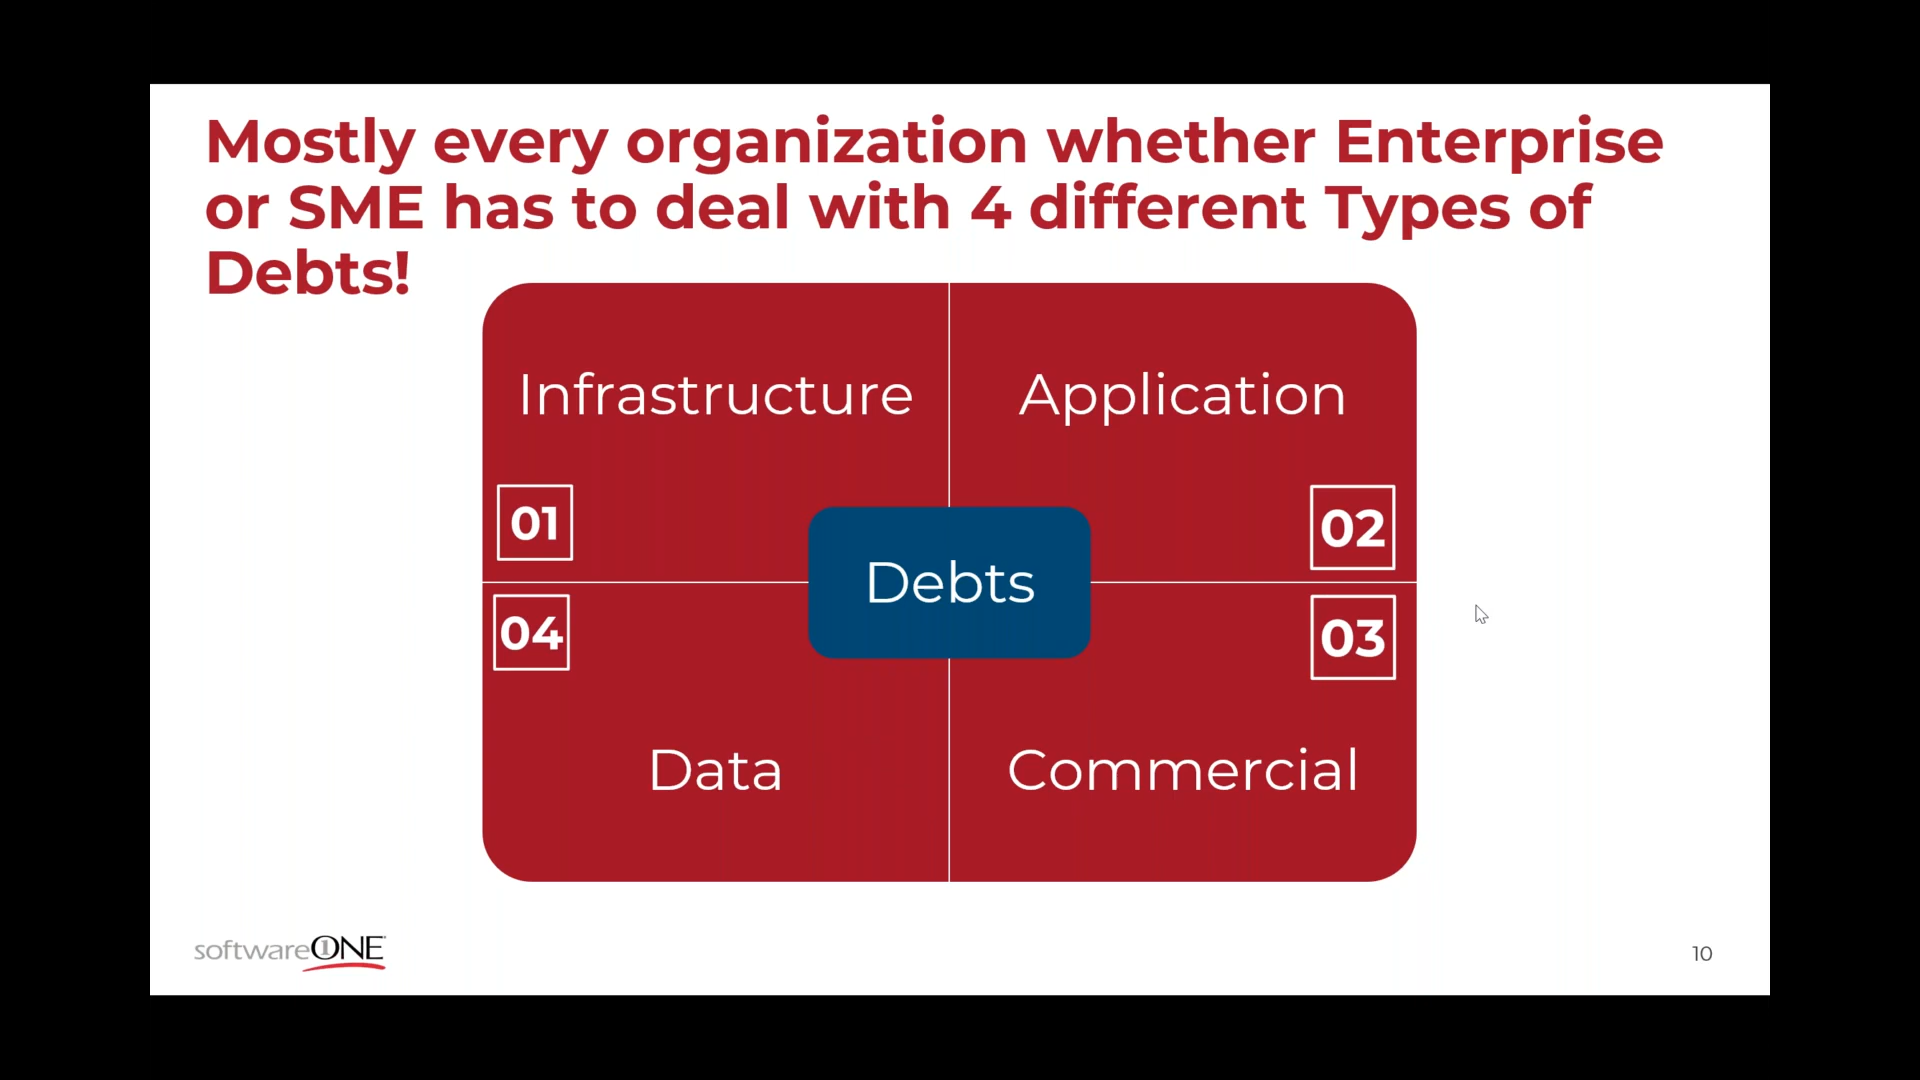 Mostly every organization whether Enterprise
or SME has to deal with 4 different Types of
Debts!
Infrastructure
Application
01
02
Debts
04
03
Data
Commercial
softwareONE
10